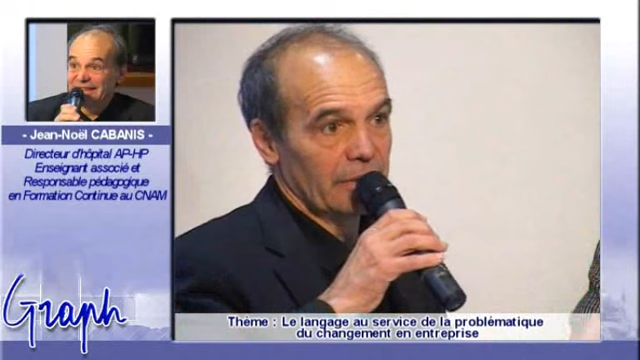 - Jean-Noël CABANIS -
Directeur d'hôpital AP-HP
Enseignant associé et
Responsable pédagogique
en Formation Continue au CNAM
Graph
Thème : Le langage au service de la problématique
du changement en entreprise